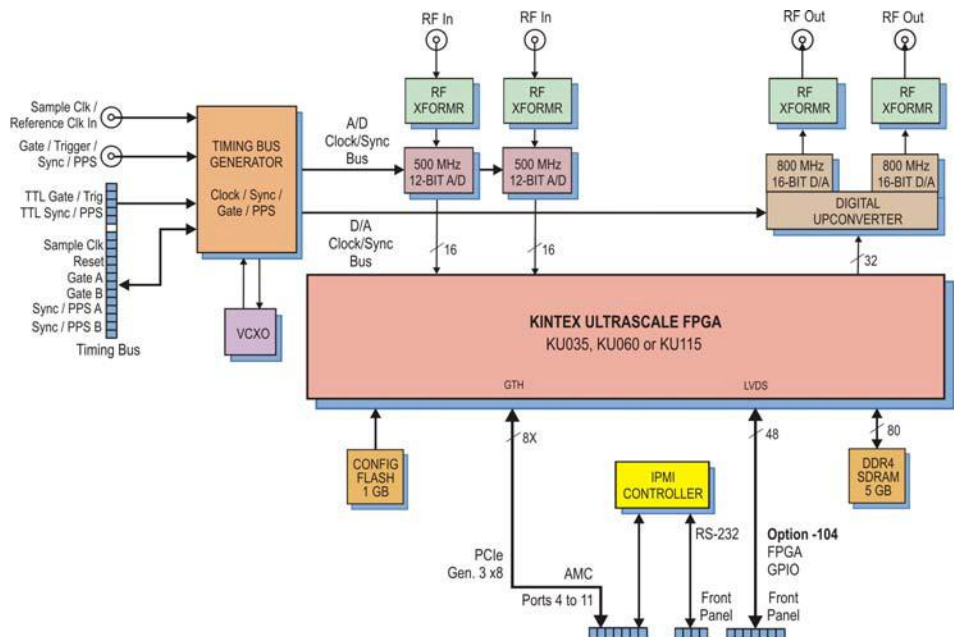 RF In
RF In
RF Out
RF Out
Sample Clk /
Reference Clk In
Gate / Trigger /
Sync / PPS
TTL Gate / Trig
TTL Sync / PPS
Sample Clk
Reset
Gate A
Gate B
Sync / PPS A
Sync / PPS B
Timing Bus
TIMING BUS
GENERATOR
Clock / Sync /
Gate / PPS
VCXO
A/D
Clock/Sync
Bus
D/A
Clock/Sync
Bus
RF
XFORMR
RF
XFORMR
500 MHz
12-BIT A/D
500 MHz
12-BIT A/D
16
16
RF
XFORMR
RF
XFORMR
800 MHz
16-BIT D/A
800 MHz
16-BIT D/A
DIGITAL
UPCONVERTER
32
KINTEX ULTRASCALE FPGA
KU035, KU060 or KU115
GTH
LVDS
8X
48
80
CONFIG
FLASH
1 GB
IPMI
CONTROLLER
DDR4
SDRAM
5 GB
RS-232
Option -104
FPGA
GPIO
PCIe
Gen. 3 x8
AMC
Ports 4 to 11
Front
Panel
Front
Panel